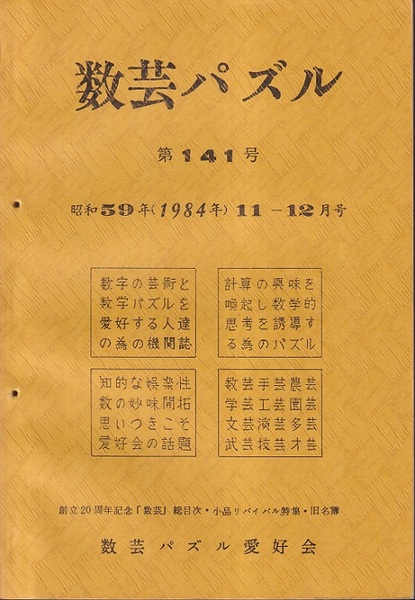 数芸パズル
第141号
昭和59年(1984年)11－12月号
数字の芸術と
数学パズルを
愛好する人達
の為の機関誌
計算の興味を
喚起し数学的
思考を誘導す
る為のパズル
知的な娯楽性
数の妙味開拓
思いつきこそ
愛好会の話題
数芸手芸農芸
学芸工芸園芸
文芸演芸多芸
武芸技芸才芸
創立20周年記念「数芸」総目次・小品リバイバル特集・旧名簿
数芸パズル愛好会